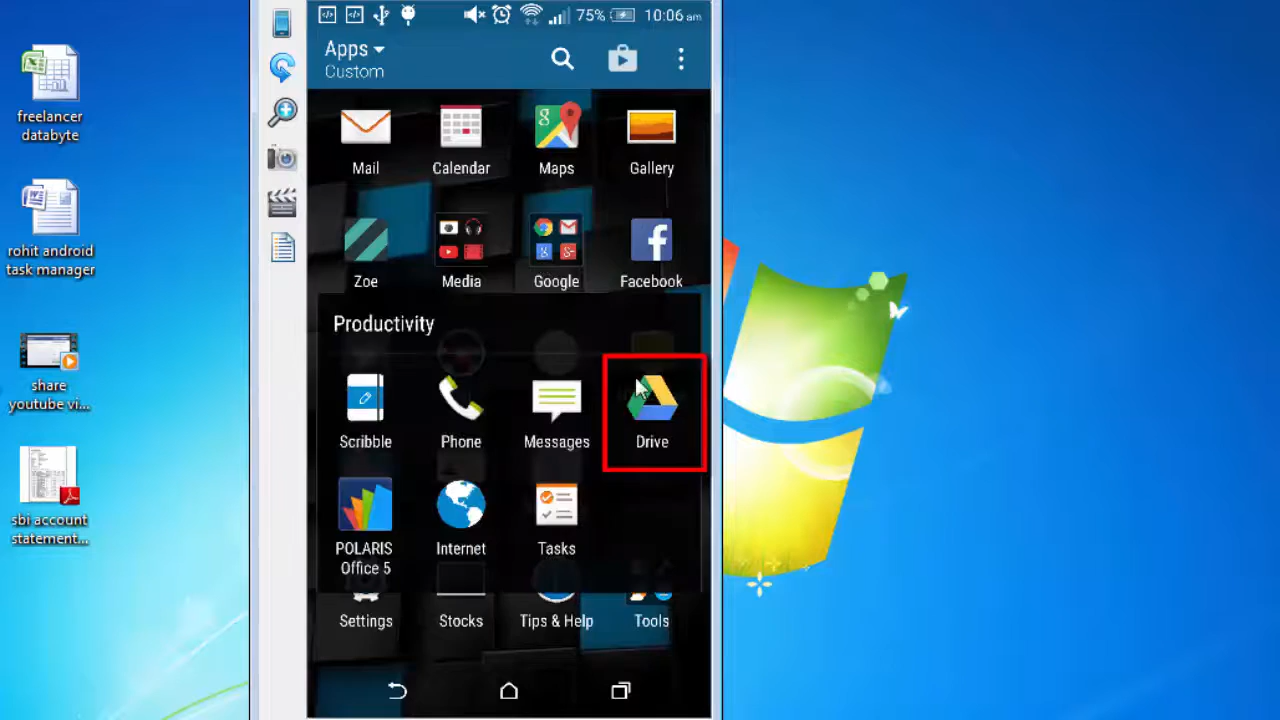 freelancer
databyte
rohit android
task manager
share
youtube vi...
sbi account
statement...
75%
10:06 am
Apps
Custom
Mail
Calendar
Maps
Gallery
Zoe
Media
Google
Facebook
Productivity
Scribble
Phone
Messages
Drive
POLARIS
Office 5
Internet
Tasks
Settings
Stocks
Tips & Help
Tools